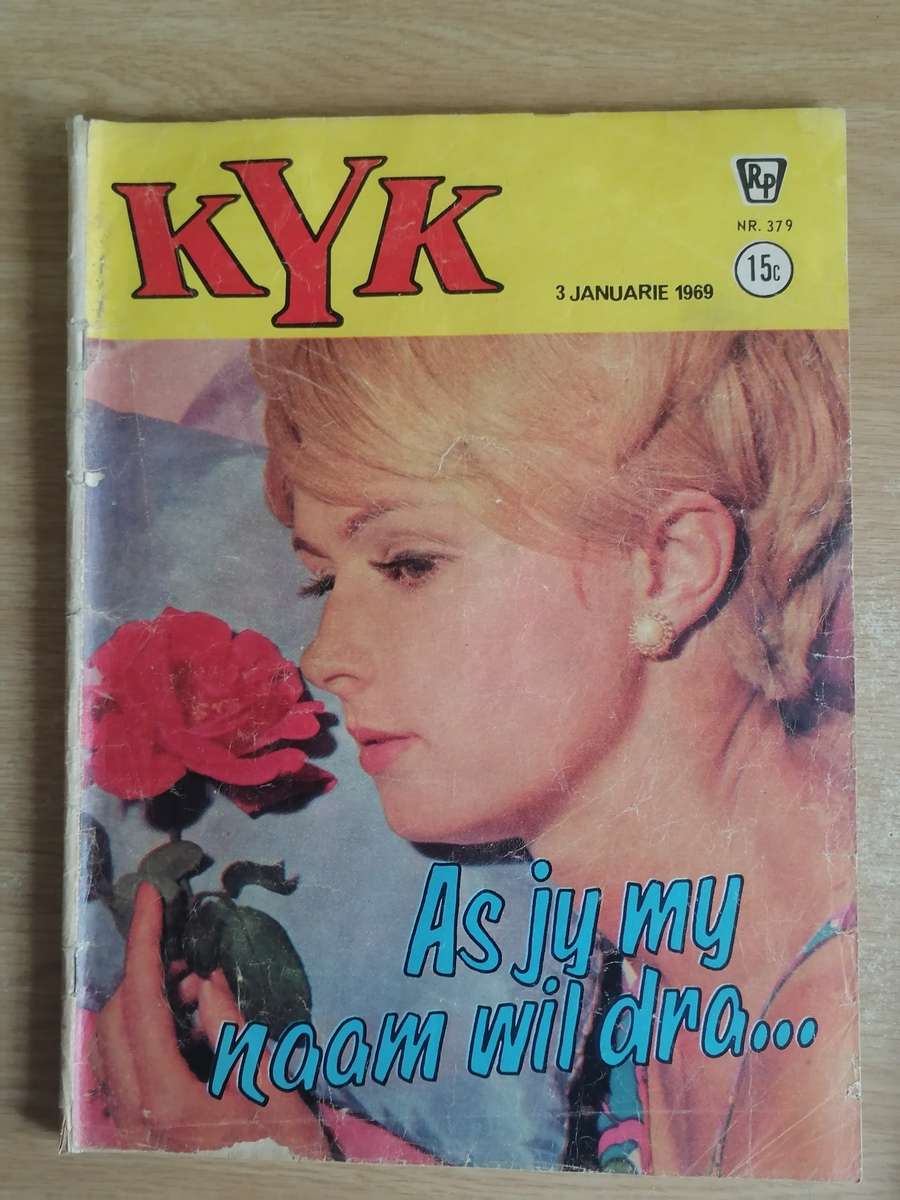 KYK
RP
NR. 379
15c
3 JANUARIE 1969
As jy my
naam wil dra...